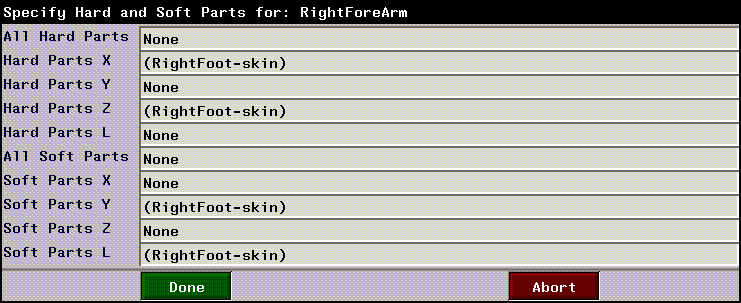 Specify Hard and Soft Parts for: RightForeArm
All Hard Parts None
Hard Parts X (RightFoot-skin)
Hard Parts Y None
Hard Parts Z (RightFoot-skin)
Hard Parts L None
All Soft Parts None
Soft Parts X None
Soft Parts Y (RightFoot-skin)
Soft Parts Z None
Soft Parts L (RightFoot-skin)
Done Abort